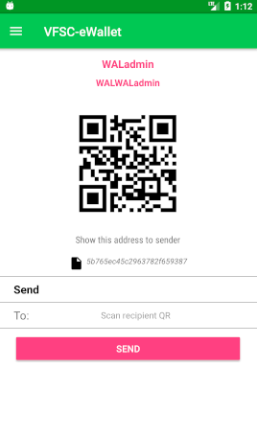 1:12
VFSC-eWallet
WALadmin
WALWALadmin
Show this address to sender
5b765ec45c2963782f659387
Send
To: Scan recipient QR
SEND